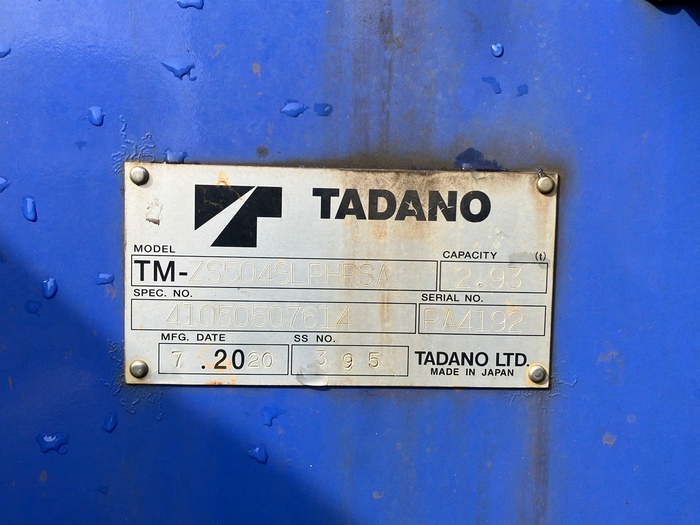 TADANO
MODEL
CAPACITY (t)
TM-ZS504SLPHRSA
2.93
SPEC. NO.
SERIAL NO.
41050507614
PA4192
MFG. DATE
SS NO.
7 .2020
395
TADANO LTD.
MADE IN JAPAN